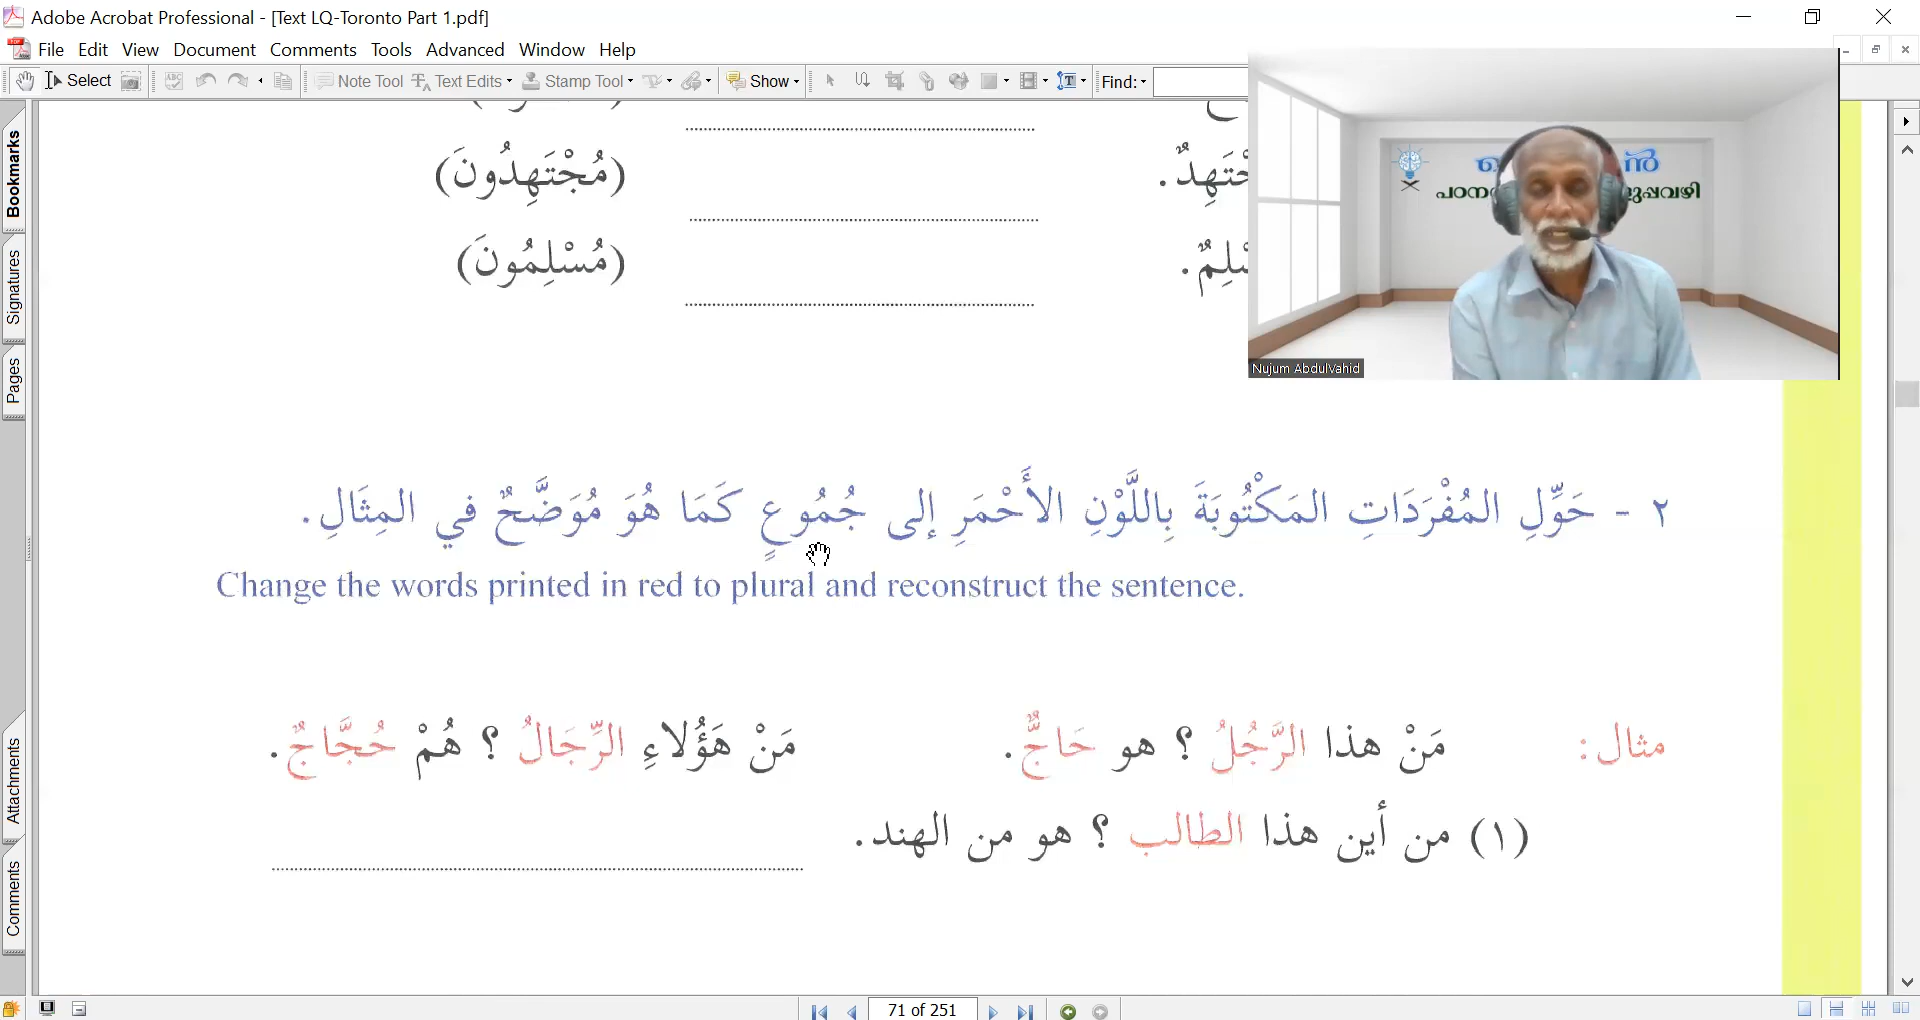 Adobe Acrobat Professional - [Text LQ-Toronto Part 1.pdf]
File Edit View Document Comments Tools Advanced Window Help
Select Note Tool Text Edits Stamp Tool Show Find:
Bookmarks
Signatures
Pages
Attachments
Comments
(مُجْتَهِدُونَ)
(مُسْلِمُونَ)
Nujum AbdulVahid
٢ - حَوِّلِ المُفْرَدَاتِ المَكْتُوبَةَ بِاللَّوْنِ الأَحْمَرِ إلى جُمُوعٍ كَمَا هُوَ مُوَضَّحٌ في المِثَالِ.
Change the words printed in red to plural and reconstruct the sentence.
مثال : مَنْ هذا الرَّجُلُ ؟ هو حَاجٌّ. مَنْ هَؤُلاءِ الرِّجَالُ ؟ هُمْ حُجَّاجٌ.
(١) من أين هذا الطالب ؟ هو من الهند.
71 of 251